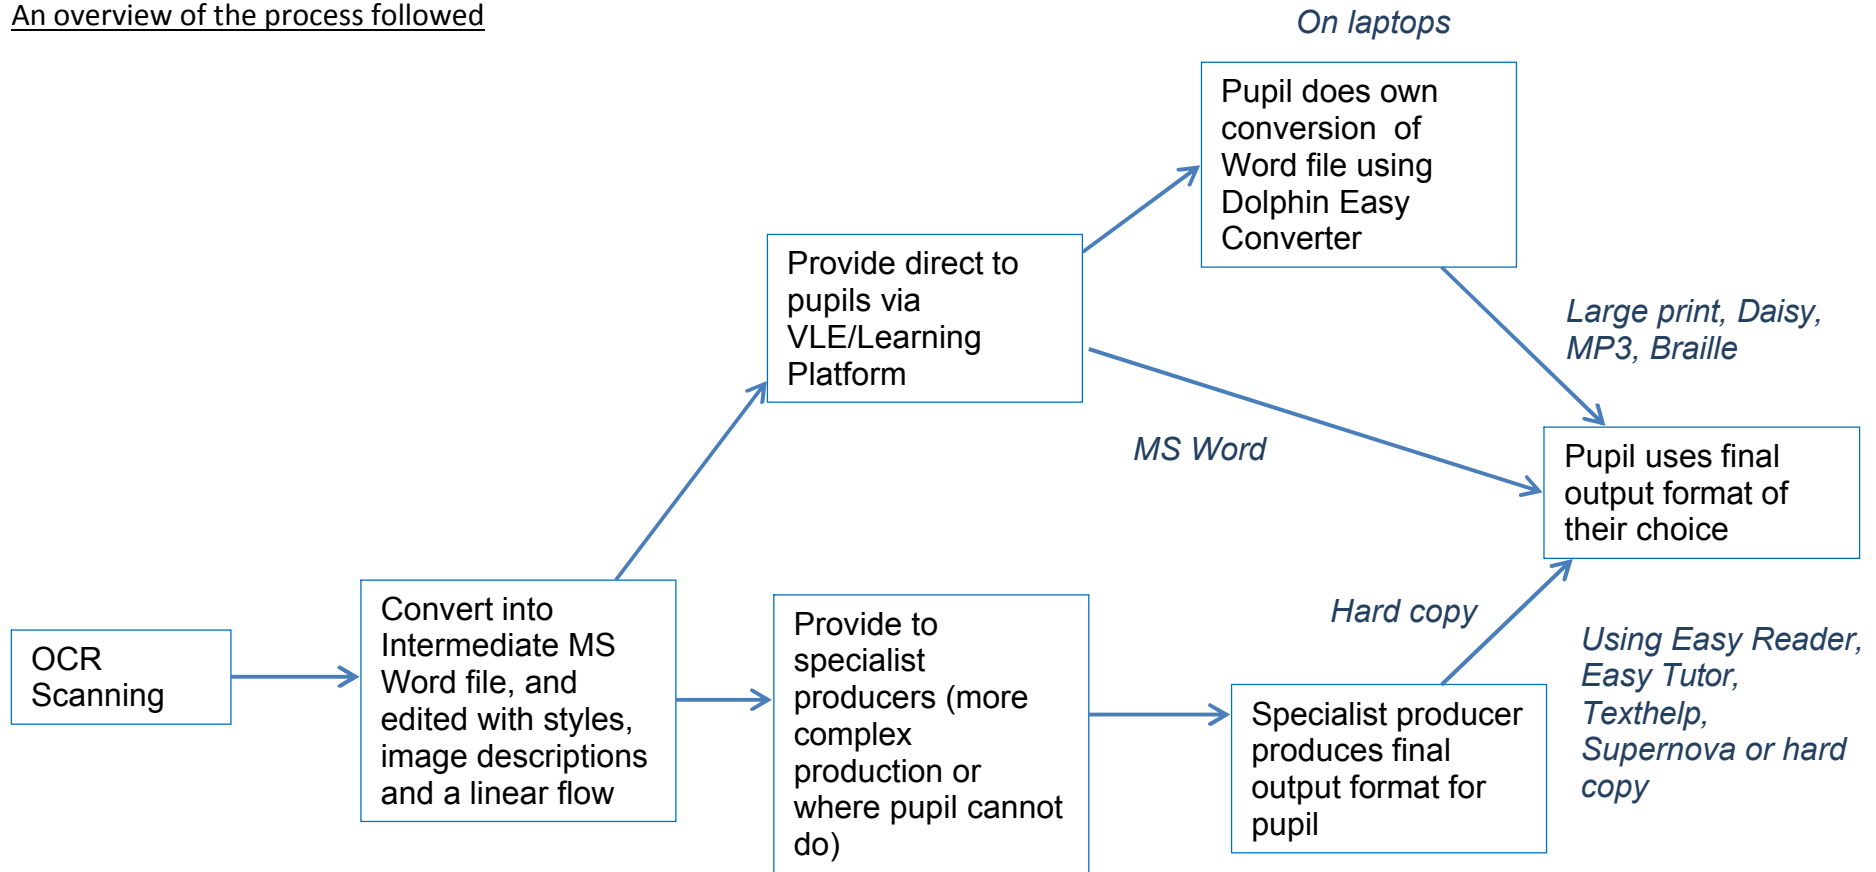 An overview of the process followed
On laptops
Pupil does own
conversion of
Word file using
Dolphin Easy
Converter
Provide direct to
pupils via
VLE/Learning
Platform
Large print, Daisy,
MP3, Braille
MS Word
Pupil uses final
output format of
their choice
OCR
Scanning
Convert into
Intermediate MS
Word file, and
edited with styles,
image descriptions
and a linear flow
Provide to
specialist
producers (more
complex
production or
where pupil cannot
do)
Hard copy
Specialist producer
produces final
output format for
pupil
Using Easy Reader,
Easy Tutor,
Texthelp,
Supernova or hard
copy